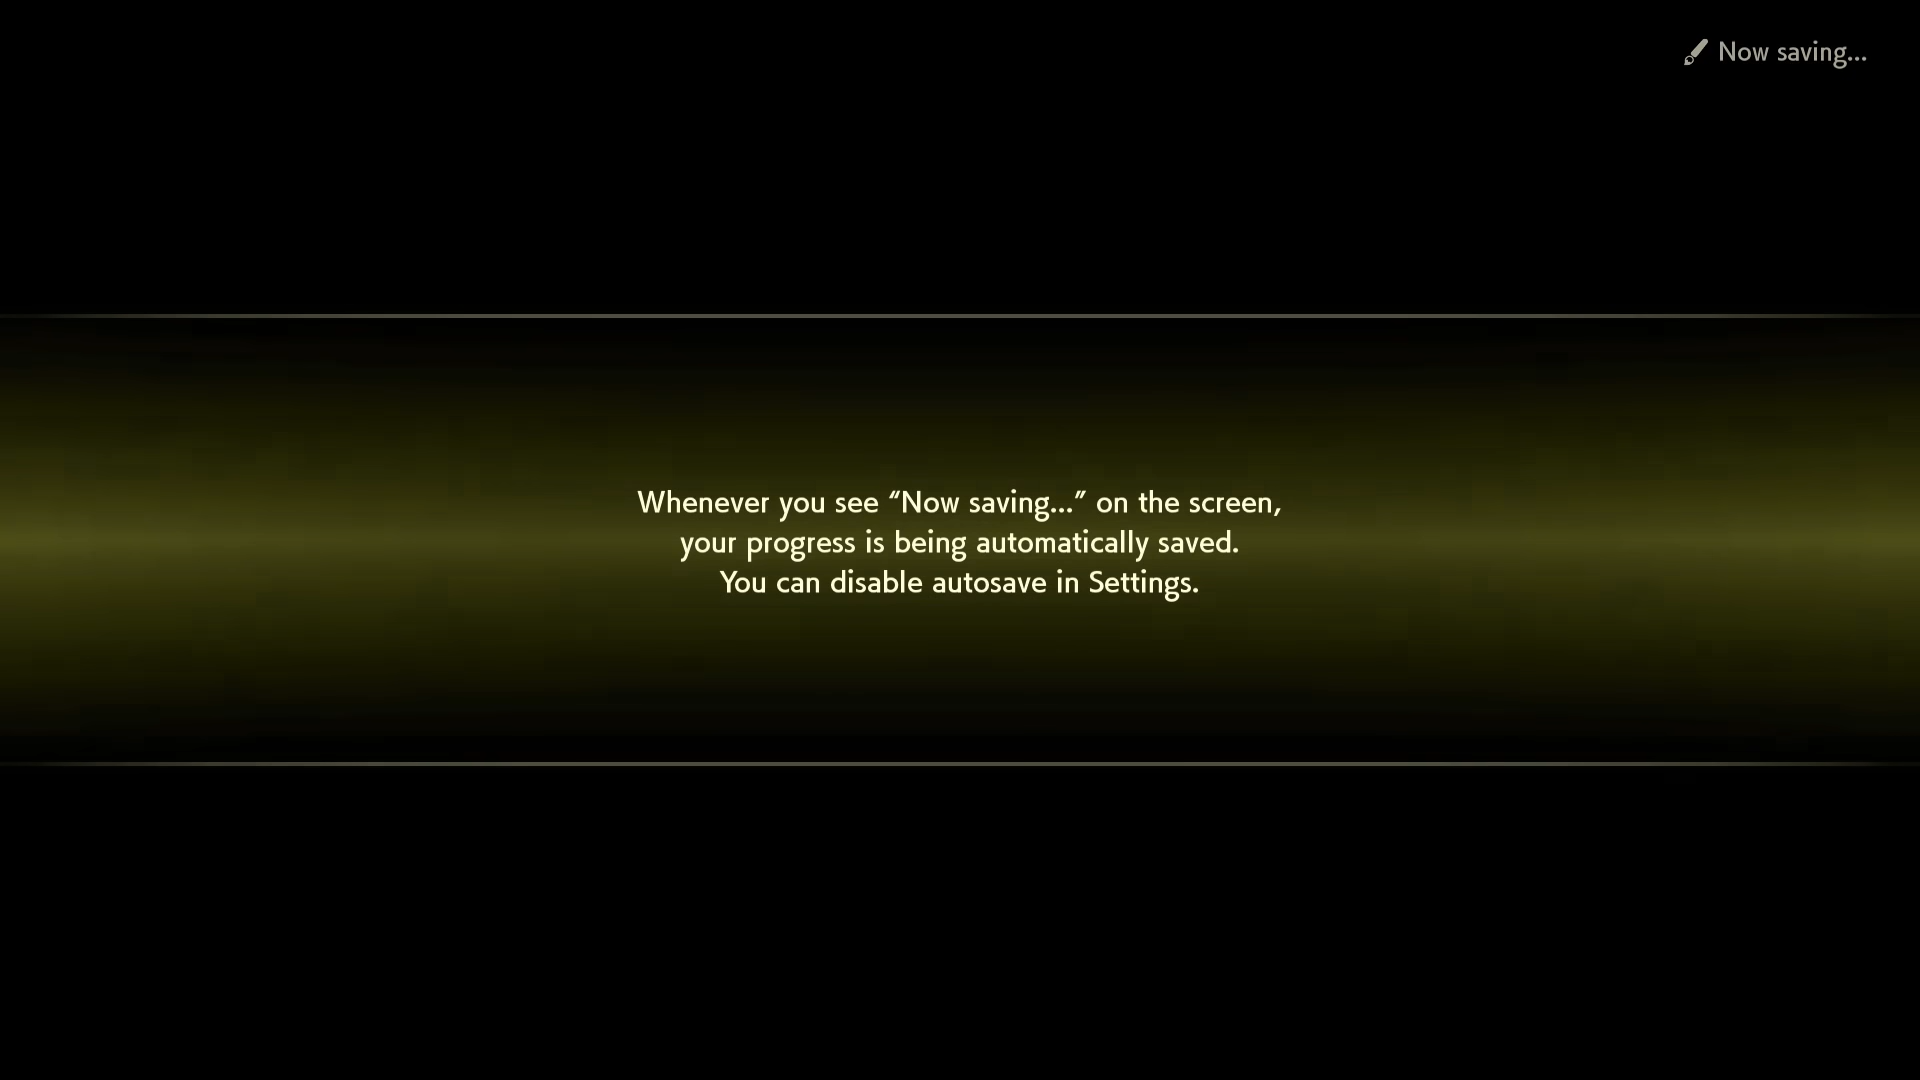 Now saving...
Whenever you see “Now saving...” on the screen,
your progress is being automatically saved.
You can disable autosave in Settings.